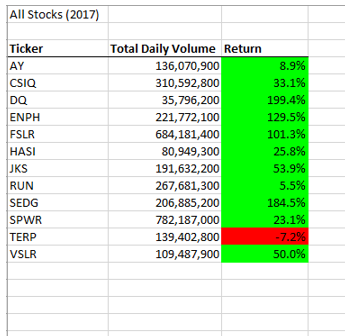 All Stocks (2017)
Ticker Total Daily Volume Return
AY 136,070,900 8.9%
CSIQ 310,592,800 33.1%
DQ 35,796,200 199.4%
ENPH 221,772,100 129.5%
FSLR 684,181,400 101.3%
HASI 80,949,300 25.8%
JKS 191,632,200 53.9%
RUN 267,681,300 5.5%
SEDG 206,885,200 184.5%
SPWR 782,187,000 23.1%
TERP 139,402,800 -7.2%
VSLR 109,487,900 50.0%